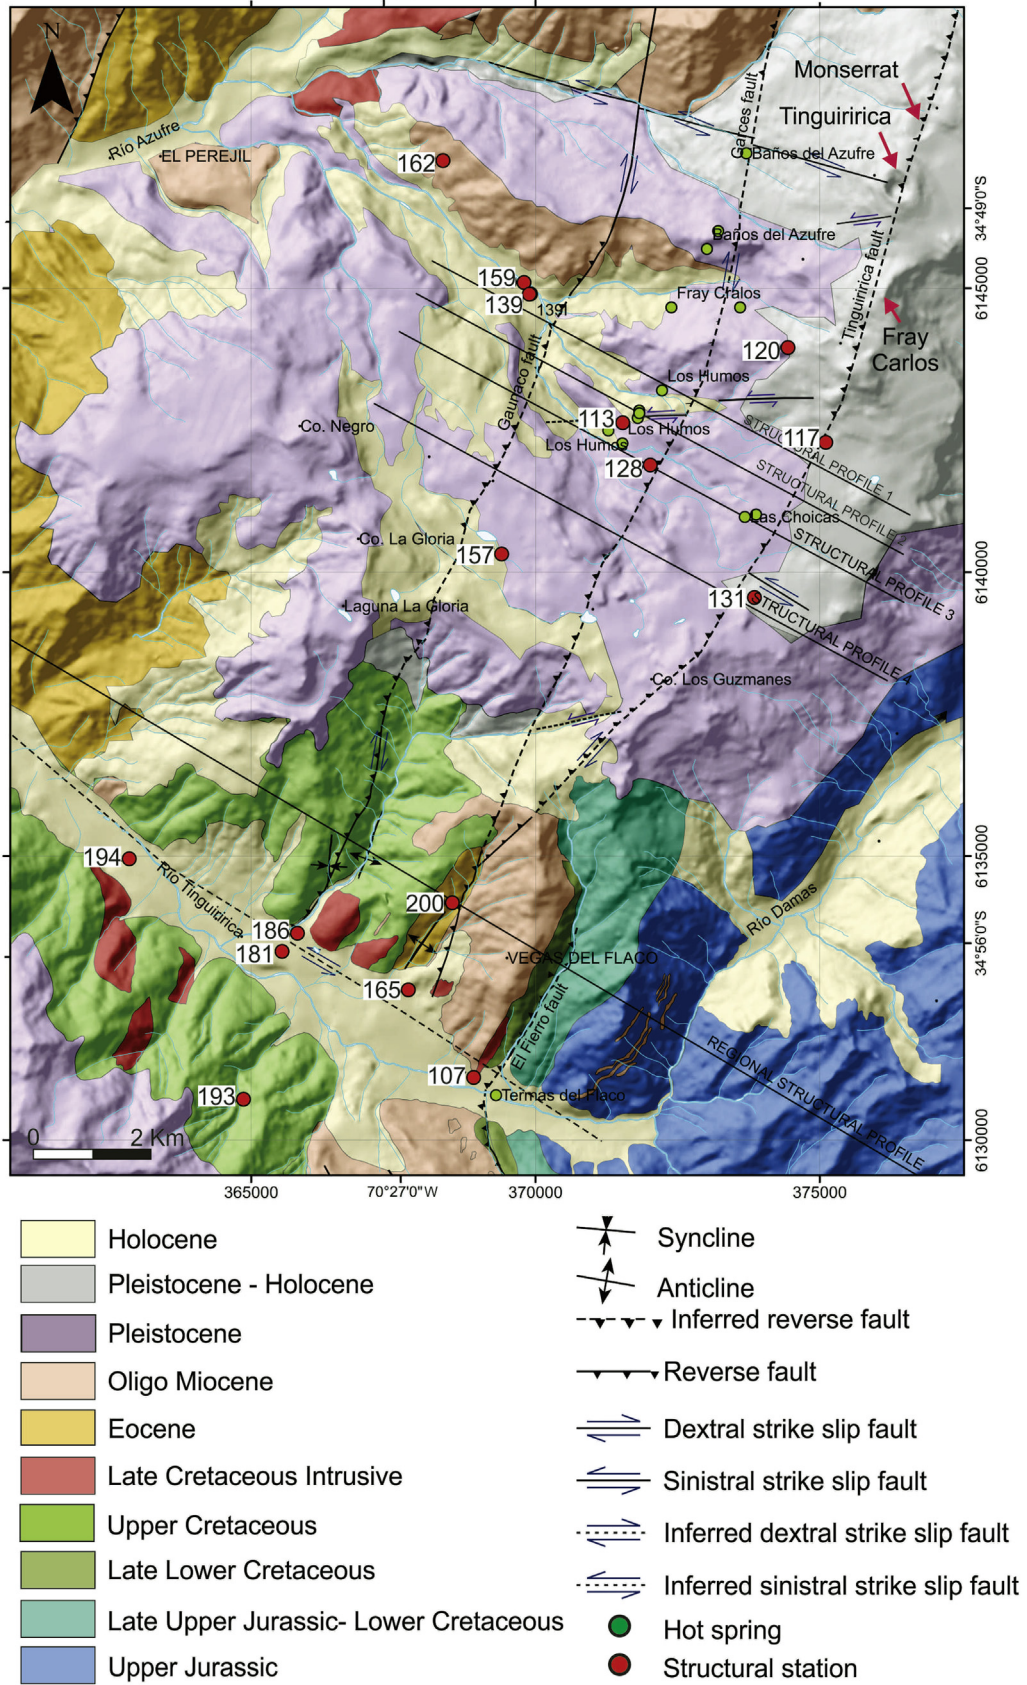 N
Monserrat
Tinguiririca
Garces fault
Río Azufre
EL PEREJIL
Baños del Azufre
162
34°49'0"S
Baños del Azufre
Tinguiririca fault
159
139
139I
Fray Cralos
6145000
Fray
Carlos
120
Gaunaco fault
Los Humos
113
Los Humos
Los Humos
Co. Negro
117
STRUCTURAL PROFILE 1
128
STRUCTURAL PROFILE
Las Choicas
STRUCTURAL PROFILE 3
Co. La Gloria
157
6140000
Laguna La Gloria
131
STRUCTURAL PROFILE 4
Co. Los Guzmanes
194
6135000
Río Tinguiririca
200
Río Damas
186
181
34°56'0"S
VEGAS DEL FLACO
165
El Fierro fault
107
REGIONAL STRUCTURAL PROFILE
193
Termas del Flaco
0 2 Km
6130000
365000
70°27'0"W
370000
375000
Holocene
Pleistocene - Holocene
Pleistocene
Oligo Miocene
Eocene
Late Cretaceous Intrusive
Upper Cretaceous
Late Lower Cretaceous
Late Upper Jurassic- Lower Cretaceous
Upper Jurassic
Syncline
Anticline
Inferred reverse fault
Reverse fault
Dextral strike slip fault
Sinistral strike slip fault
Inferred dextral strike slip fault
Inferred sinistral strike slip fault
Hot spring
Structural station